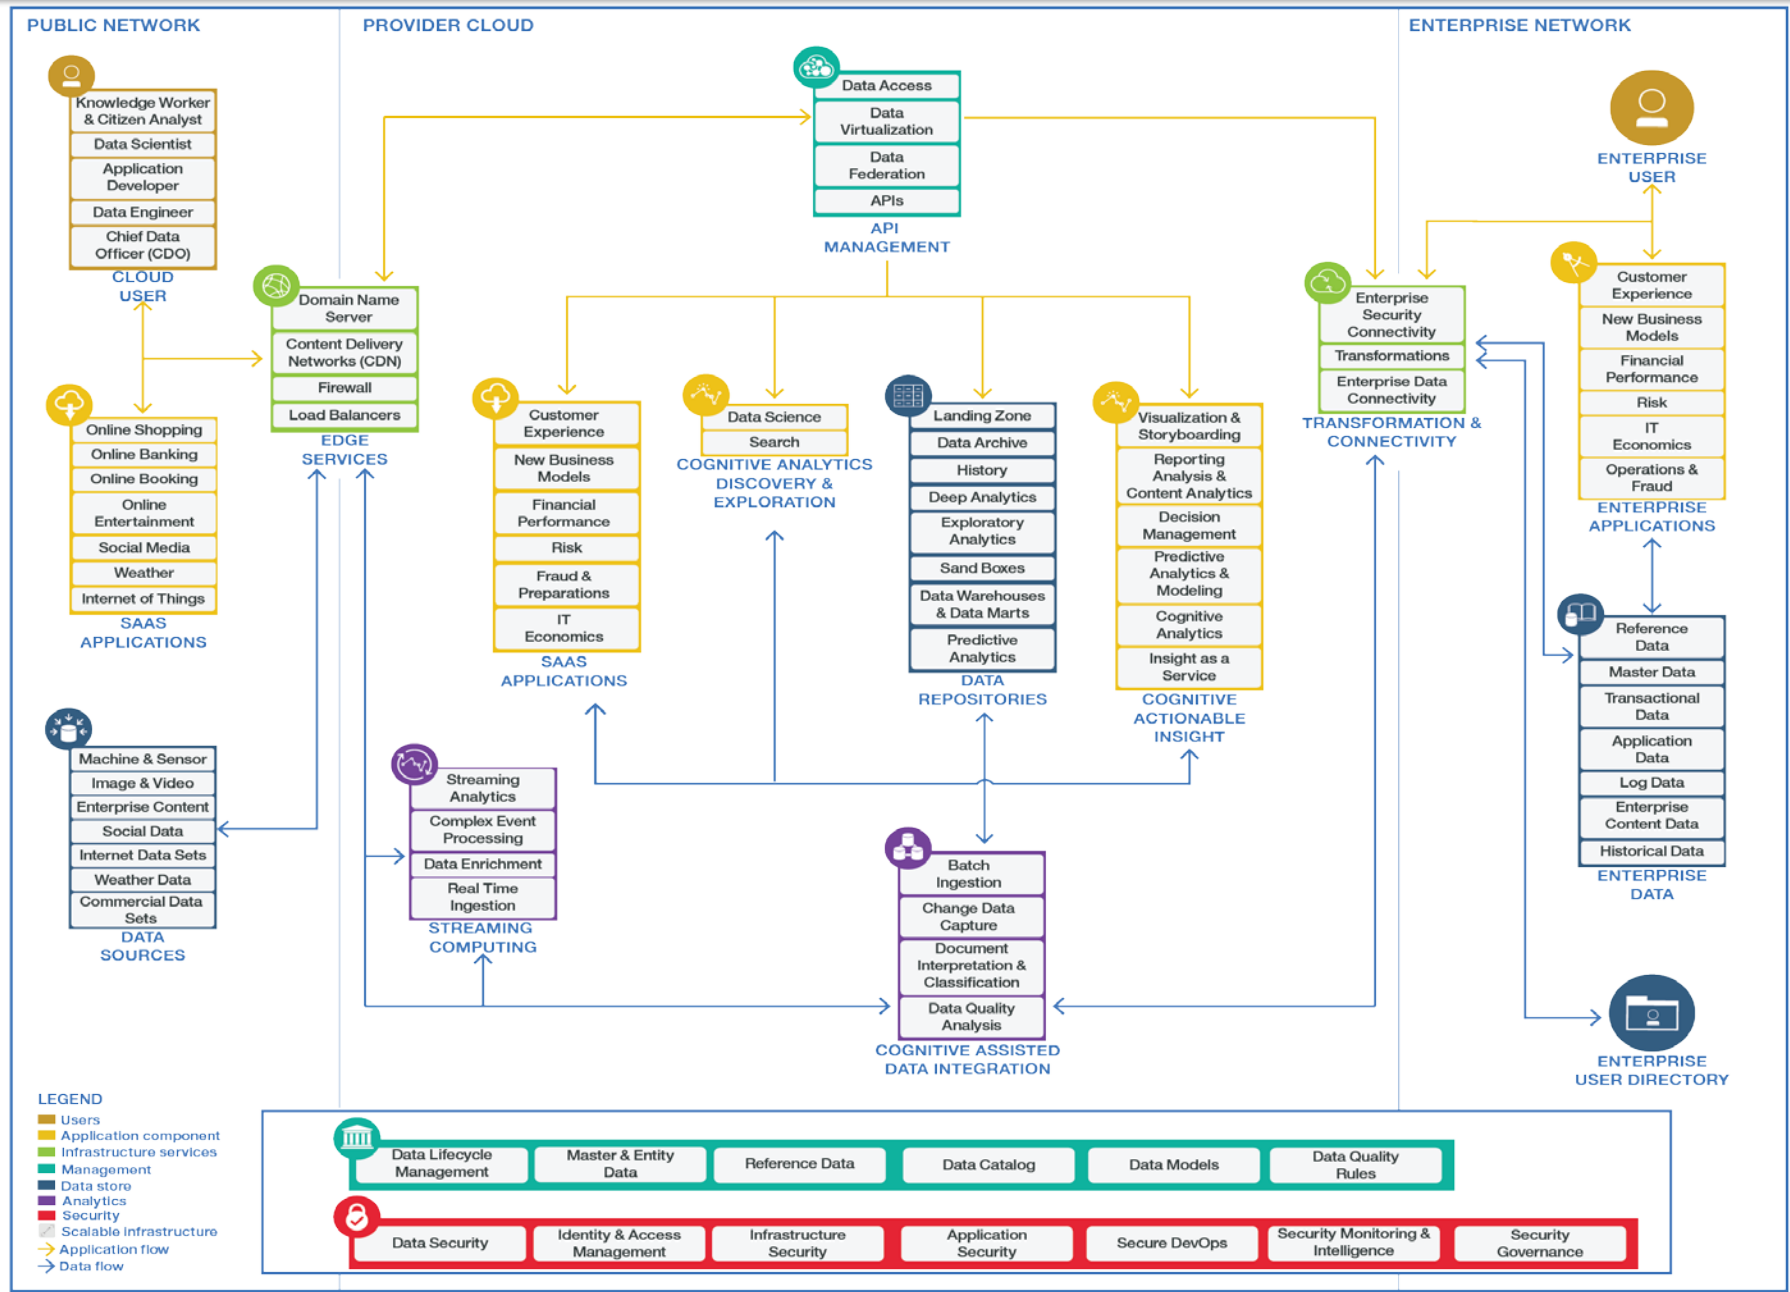 PUBLIC NETWORK
PROVIDER CLOUD
ENTERPRISE NETWORK
Knowledge Worker
& Citizen Analyst
Data Scientist
Application
Developer
Data Engineer
Chief Data
Officer (CDO)
CLOUD
USER
Online Shopping
Online Banking
Online Booking
Online
Entertainment
Social Media
Weather
Internet of Things
SAAS
APPLICATIONS
Machine & Sensor
Image & Video
Enterprise Content
Social Data
Internet Data Sets
Weather Data
Commercial Data
Sets
DATA
SOURCES
Domain Name
Server
Content Delivery
Networks (CDN)
Firewall
Load Balancers
EDGE
SERVICES
Data Access
Data
Virtualization
Data
Federation
APIs
API
MANAGEMENT
Customer
Experience
New Business
Models
Financial
Performance
Risk
Fraud &
Preparations
IT
Economics
SAAS
APPLICATIONS
Data Science
Search
COGNITIVE ANALYTICS
DISCOVERY &
EXPLORATION
Landing Zone
Data Archive
History
Deep Analytics
Exploratory
Analytics
Sand Boxes
Data Warehouses
& Data Marts
Predictive
Analytics
DATA
REPOSITORIES
Visualization &
Storyboarding
Reporting
Analysis &
Content Analytics
Decision
Management
Predictive
Analytics &
Modeling
Cognitive
Analytics
Insight as a
Service
COGNITIVE
ACTIONABLE
INSIGHT
Streaming
Analytics
Complex Event
Processing
Data Enrichment
Real Time
Ingestion
STREAMING
COMPUTING
Batch
Ingestion
Change Data
Capture
Document
Interpretation &
Classification
Data Quality
Analysis
COGNITIVE ASSISTED
DATA INTEGRATION
Enterprise
Security
Connectivity
Transformations
Enterprise Data
Connectivity
TRANSFORMATION &
CONNECTIVITY
ENTERPRISE
USER
Customer
Experience
New Business
Models
Financial
Performance
Risk
IT
Economics
Operations &
Fraud
ENTERPRISE
APPLICATIONS
Reference
Data
Master Data
Transactional
Data
Application
Data
Log Data
Enterprise
Content Data
Historical Data
ENTERPRISE
DATA
ENTERPRISE
USER DIRECTORY
LEGEND
Users
Application component
Infrastructure services
Management
Data store
Analytics
Security
Scalable infrastructure
Application flow
Data flow
Data Lifecycle
Management
Master & Entity
Data
Reference Data
Data Catalog
Data Models
Data Quality
Rules
Data Security
Identity & Access
Management
Infrastructure
Security
Application
Security
Secure DevOps
Security Monitoring &
Intelligence
Security
Governance